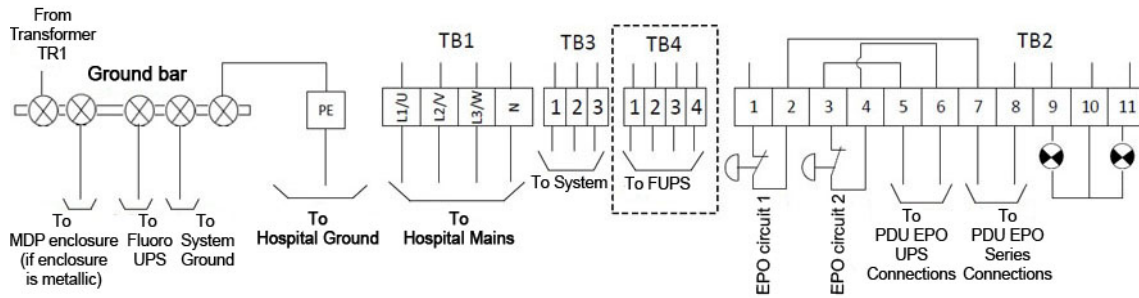 From
Transformer
TR1
Ground bar
PE
TB1
L1/U
L2/V
L3/W
N
TB3
1 2 3
TB4
1 2 3 4
TB2
1 2 3 4 5 6 7 8 9 10 11
To
MDP enclosure
(if enclosure
is metallic)
To
Fluoro
UPS
To
System
Ground
To
Hospital Ground
To
Hospital Mains
To System
To FUPS
EPO circuit 1
EPO circuit 2
To
PDU EPO
UPS
Connections
To
PDU EPO
Series
Connections